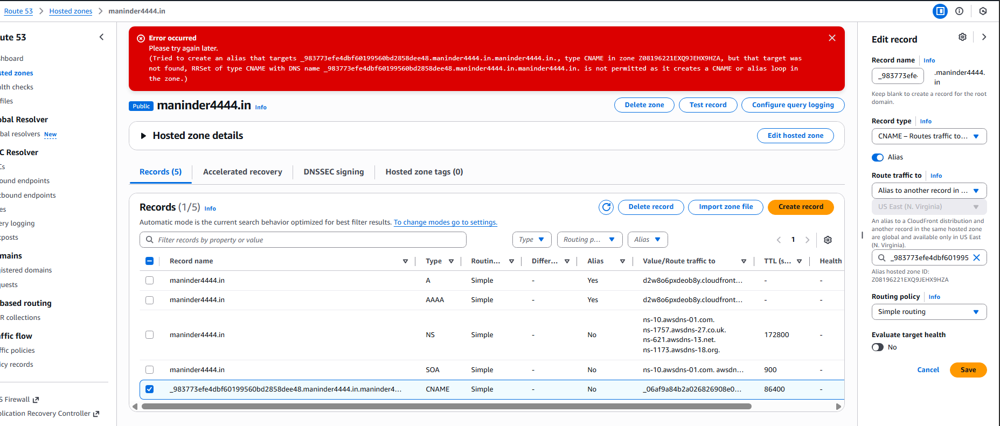 Route 53 > Hosted zones > maninder4444.in
ute 53
shboard
sted zones
alth checks
files
obal Resolver
bal resolvers New
C Resolver
Cs
ound endpoints
tbound endpoints
es
ery logging
tposts
mains
gistered domains
quests
based routing
R collections
affic flow
ffic policies
icy records
S Firewall
plication Recovery Controller
Error occurred
Please try again later.
(Tried to create an alias that targets _983773efe4dbf60199560bd2858dee48.maninder4444.in.maninder4444.in., type CNAME in zone Z08196221EXQ9JEHX9HZA, but that target was
not found, RRSet of type CNAME with DNS name _983773efe4dbf60199560bd2858dee48.maninder4444.in.maninder4444.in. is not permitted as it creates a CNAME or alias loop in
the zone.)
Public maninder4444.in Info
Delete zone Test record Configure query logging
Hosted zone details Edit hosted zone
Records (5) Accelerated recovery DNSSEC signing Hosted zone tags (0)
Records (1/5) Info Delete record Import zone file Create record
Automatic mode is the current search behavior optimized for best filter results. To change modes go to settings.
Filter records by property or value Type Routing p... Alias 1
Record name Type Routin... Differ... Alias Value/Route traffic to TTL (s... Health
maninder4444.in A Simple - Yes d2w8o6pxdeob8y.cloudfront... - -
maninder4444.in AAAA Simple - Yes d2w8o6pxdeob8y.cloudfront... - -
ns-10.awsdns-01.com.
ns-1757.awsdns-27.co.uk.
maninder4444.in NS Simple - No 172800 -
ns-621.awsdns-13.net.
ns-1173.awsdns-18.org.
maninder4444.in SOA Simple - No ns-10.awsdns-01.com. awsdn... 900 -
_983773efe4dbf60199560bd2858dee48.maninder4444.in.maninder4... CNAME Simple - No _06af9a84b2a026826908e0... 86400 -
Edit record
Record name Info
_983773efe .maninder4444.
in
Keep blank to create a record for the root
domain.
Record type Info
CNAME – Routes traffic to...
Alias
Route traffic to Info
Alias to another record in ...
US East (N. Virginia)
An alias to a CloudFront distribution and
another record in the same hosted zone
are global and available only in US East
(N. Virginia).
_983773efe4dbf601995
Alias hosted zone ID:
Z08196221EXQ9JEHX9HZA
Routing policy Info
Simple routing
Evaluate target health
No
Cancel Save